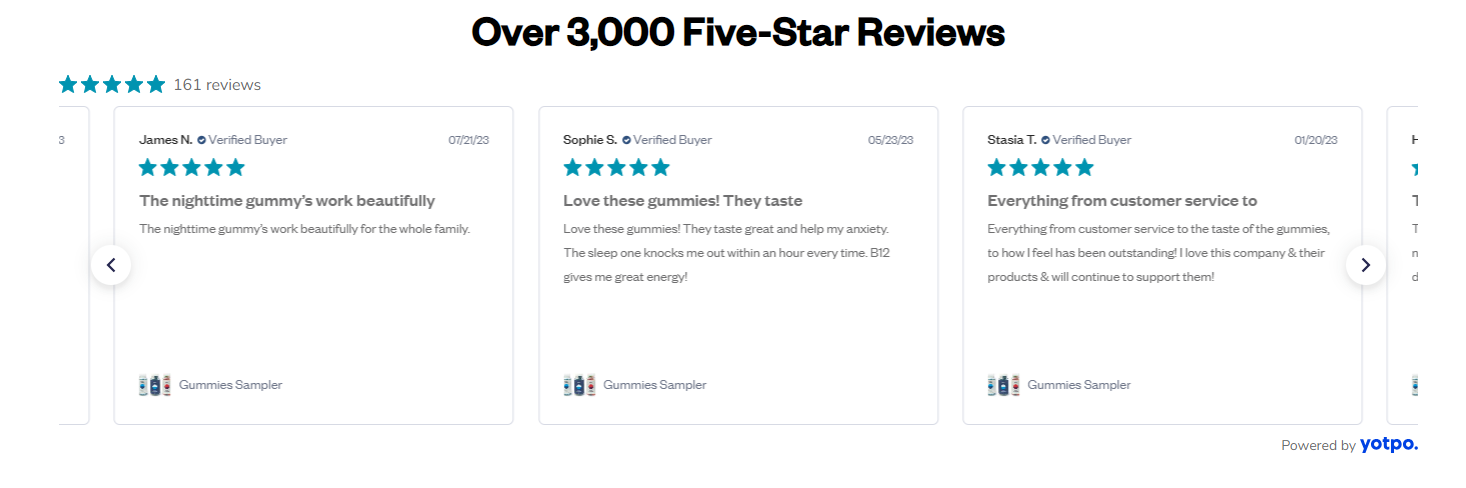 Over 3,000 Five-Star Reviews
161 reviews
3
James N. Verified Buyer 07/21/23
The nighttime gummy's work beautifully
The nighttime gummy's work beautifully for the whole family.
Gummies Sampler
Sophie S. Verified Buyer 05/23/23
Love these gummies! They taste
Love these gummies! They taste great and help my anxiety.
The sleep one knocks me out within an hour every time. B12
gives me great energy!
Gummies Sampler
Stasia T. Verified Buyer 01/20/23
Everything from customer service to
Everything from customer service to the taste of the gummies,
to how I feel has been outstanding! I love this company & their
products & will continue to support them!
Gummies Sampler
Powered by yotpo.